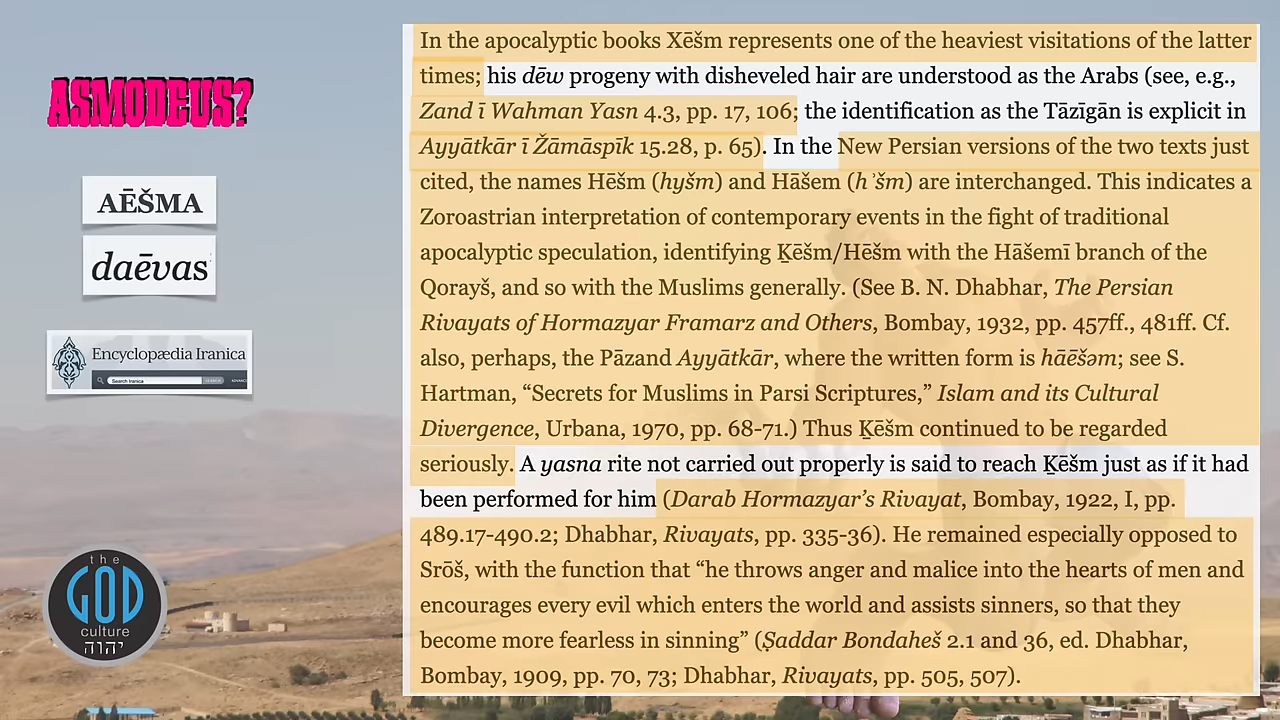 ASMODEUS?
AĒŠMA
daēvas
Encyclopædia Iranica
Search Iranica
the
GOD
culture
יהוה
In the apocalyptic books Xēšm represents one of the heaviest visitations of the latter
times; his dēw progeny with disheveled hair are understood as the Arabs (see, e.g.,
Zand ī Wahman Yasn 4.3, pp. 17, 106; the identification as the Tāzīgān is explicit in
Ayyātkār ī Žāmāspīk 15.28, p. 65). In the New Persian versions of the two texts just
cited, the names Hēšm (hyšm) and Hāšem (hʾšm) are interchanged. This indicates a
Zoroastrian interpretation of contemporary events in the fight of traditional
apocalyptic speculation, identifying Ḵēšm/Hēšm with the Hāšemī branch of the
Qorayš, and so with the Muslims generally. (See B. N. Dhabhar, The Persian
Rivayats of Hormazyar Framarz and Others, Bombay, 1932, pp. 457ff., 481ff. Cf.
also, perhaps, the Pāzand Ayyātkār, where the written form is hāēšəm; see S.
Hartman, “Secrets for Muslims in Parsi Scriptures,” Islam and its Cultural
Divergence, Urbana, 1970, pp. 68-71.) Thus Ḵēšm continued to be regarded
seriously. A yasna rite not carried out properly is said to reach Ḵēšm just as if it had
been performed for him (Darab Hormazyar’s Rivayat, Bombay, 1922, I, pp.
489.17-490.2; Dhabhar, Rivayats, pp. 335-36). He remained especially opposed to
Srōš, with the function that “he throws anger and malice into the hearts of men and
encourages every evil which enters the world and assists sinners, so that they
become more fearless in sinning” (Ṣaddar Bondaheš 2.1 and 36, ed. Dhabhar,
Bombay, 1909, pp. 70, 73; Dhabhar, Rivayats, pp. 505, 507).